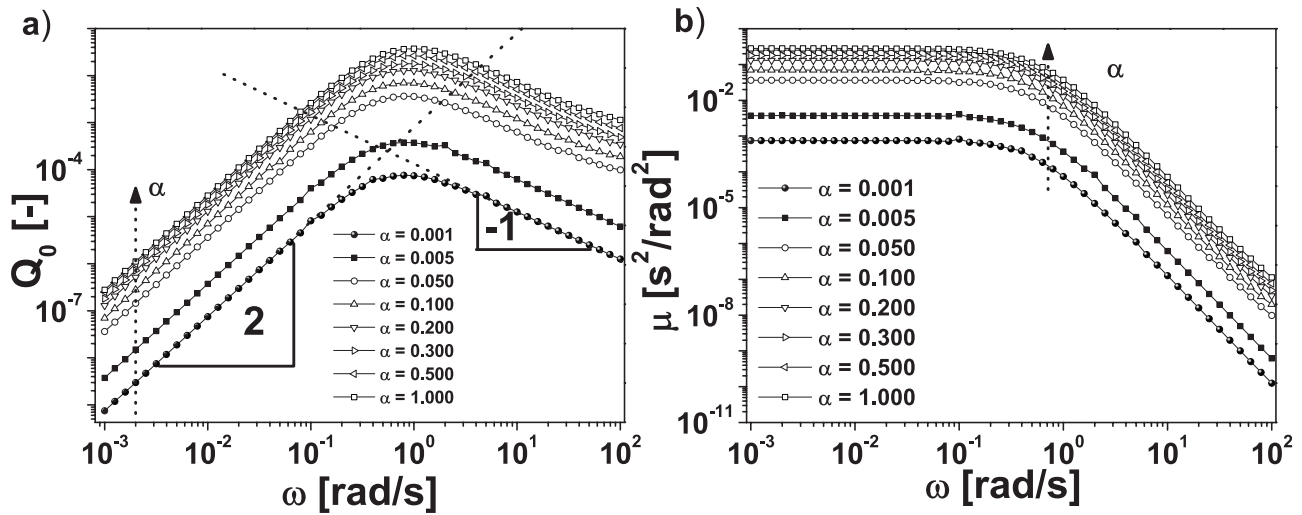 a)
Q₀ [-]
10⁻⁴
10⁻⁷
α
2
-1
α = 0.001
α = 0.005
α = 0.050
α = 0.100
α = 0.200
α = 0.300
α = 0.500
α = 1.000
10⁻³ 10⁻² 10⁻¹ 10⁰ 10¹ 10²
ω [rad/s]
b)
μ [s²/rad²]
10⁻²
10⁻⁵
10⁻⁸
10⁻¹¹
α
α = 0.001
α = 0.005
α = 0.050
α = 0.100
α = 0.200
α = 0.300
α = 0.500
α = 1.000
10⁻³ 10⁻² 10⁻¹ 10⁰ 10¹ 10²
ω [rad/s]